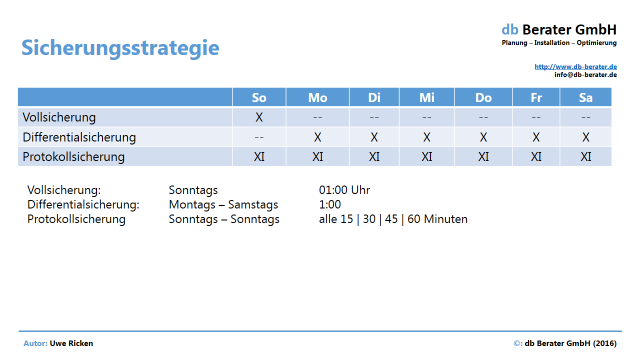 db Berater GmbH
Planung – Installation – Optimierung
Sicherungsstrategie
http://www.db-berater.de
info@db-berater.de
So Mo Di Mi Do Fr Sa
Vollsicherung X -- -- -- -- -- --
Differentialsicherung -- X X X X X X
Protokollsicherung XI XI XI XI XI XI XI
Vollsicherung: Sonntags 01:00 Uhr
Differentialsicherung: Montags – Samstags 1:00
Protokollsicherung Sonntags – Sonntags alle 15 | 30 | 45 | 60 Minuten
Autor: Uwe Ricken
©: db Berater GmbH (2016)